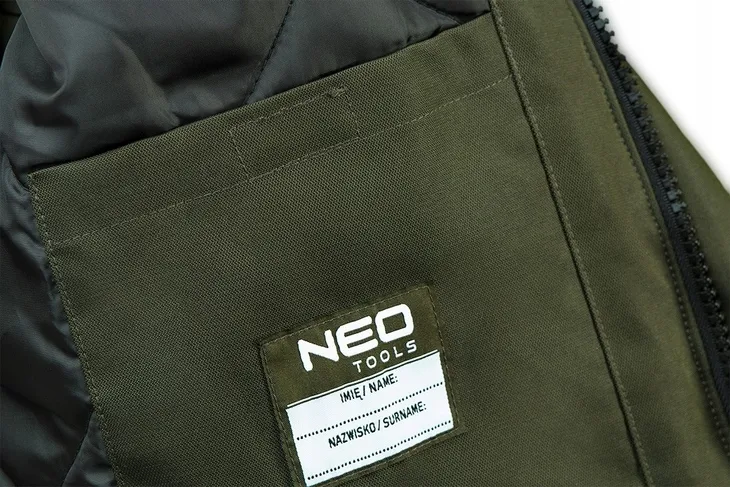 NEO
TOOLS
IMIĘ/ NAME:
NAZWISKO/ SURNAME: